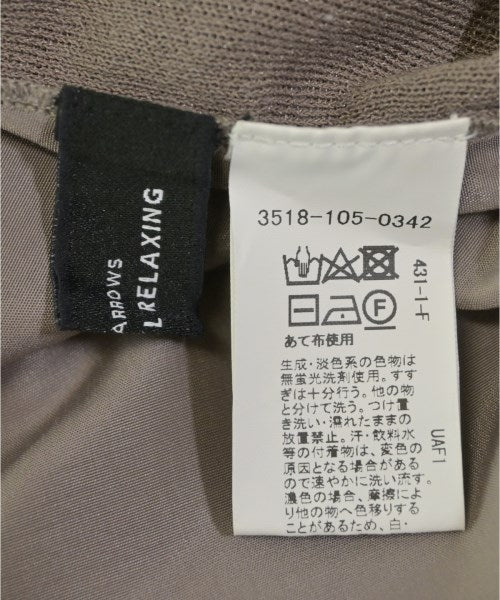 ARROWS
L RELAXING
3518-105-0342
431-1-F
F
あて布使用
生成・淡色系の色物は
無蛍光洗剤使用。すす
ぎは十分行う。他の物
と分けて洗う。つけ置
き洗い・濡れたままの
放置禁止。汗・飲料水
等の付着物は、変色の
原因となる場合がある
ので速やかに洗い流す。
濃色の場合、摩擦によ
り他の物へ色移りする
ことがあるため、白・
UAF1